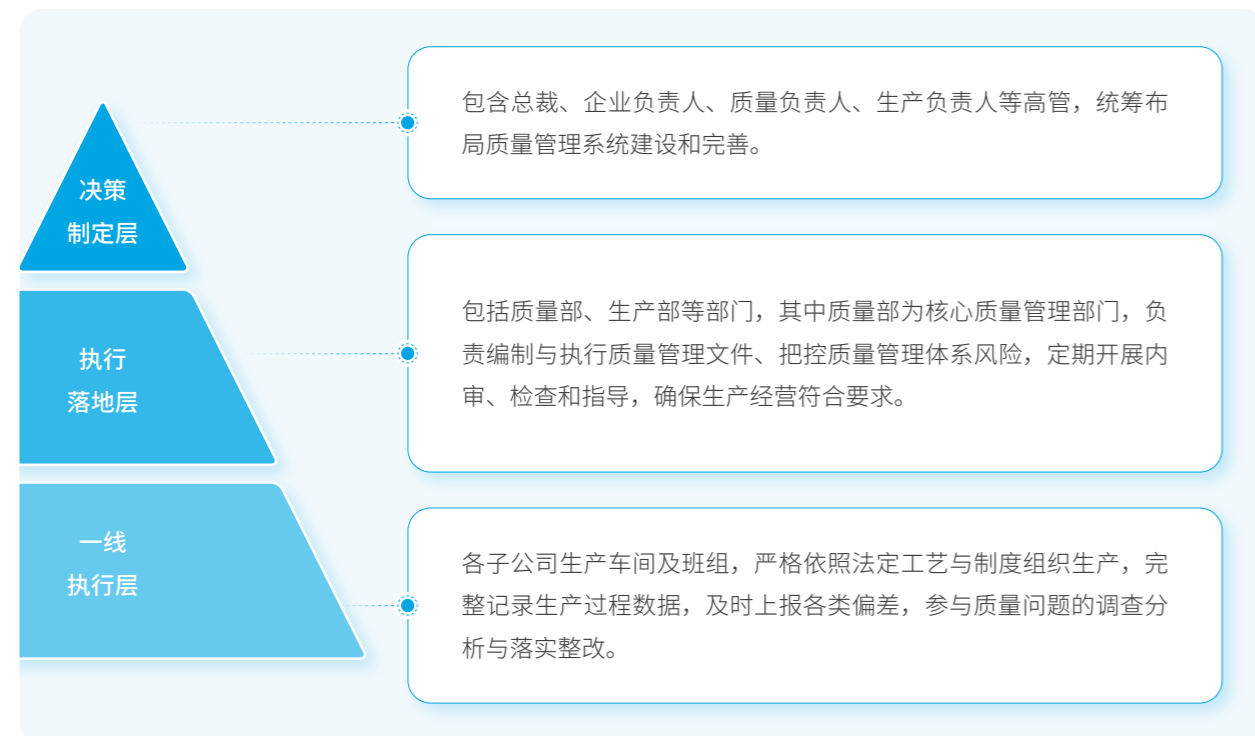 决策
制定层
包含总裁、企业负责人、质量负责人、生产负责人等高管，统筹布
局质量管理系统建设和完善。
执行
落地层
包括质量部、生产部等部门，其中质量部为核心质量管理部门，负
责编制与执行质量管理文件、把控质量管理体系风险，定期开展内
审、检查和指导，确保生产经营符合要求。
一线
执行层
各子公司生产车间及班组，严格依照法定工艺与制度组织生产，完
整记录生产过程数据，及时上报各类偏差，参与质量问题的调查分
析与落实整改。